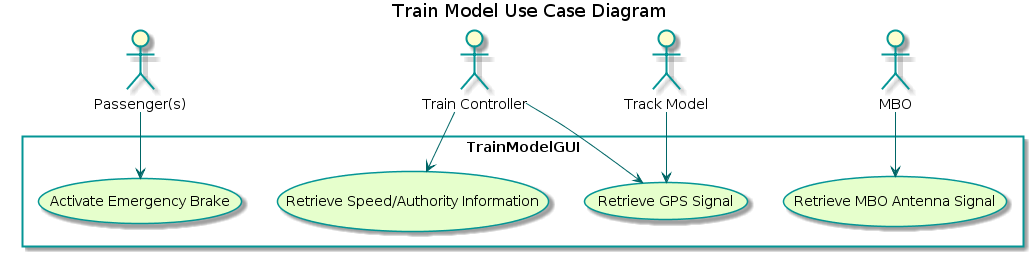 Train Model Use Case Diagram
Passenger(s)
Train Controller
Track Model
MBO
TrainModelGUI
Activate Emergency Brake
Retrieve Speed/Authority Information
Retrieve GPS Signal
Retrieve MBO Antenna Signal